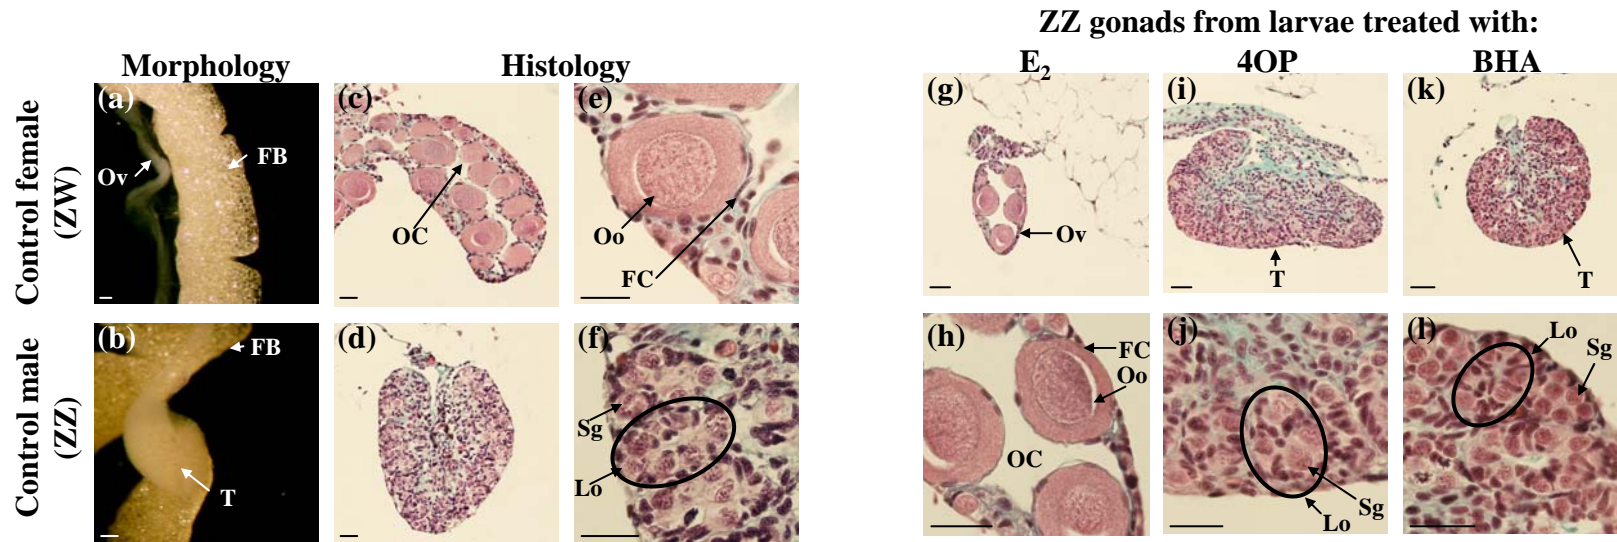 ZZ gonads from larvae treated with:
Morphology
Histology
E2
4OP
BHA
Control female
(ZW)
(a)
FB
Ov
(c)
OC
(e)
Oo
FC
(g)
Ov
(i)
T
(k)
T
Control male
(ZZ)
(b)
FB
T
(d)
(f)
Sg
Lo
(h)
FC
Oo
OC
(j)
Sg
Lo
(l)
Lo
Sg